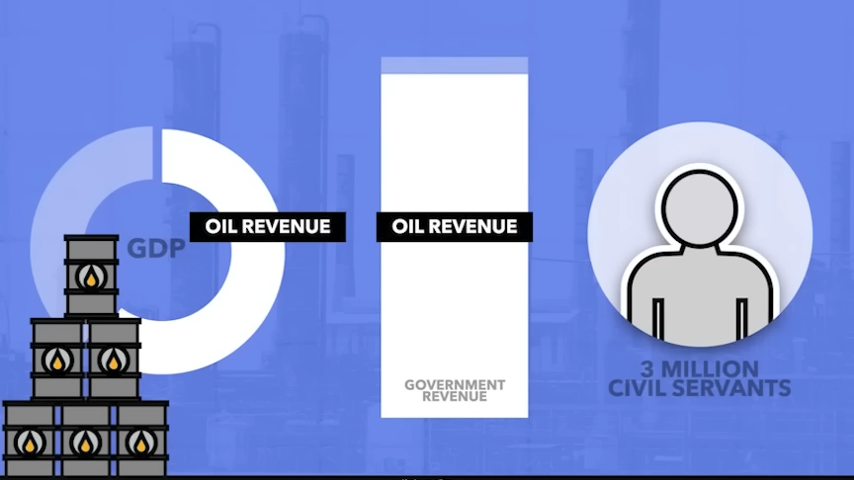 GDP
OIL REVENUE
OIL REVENUE
GOVERNMENT
REVENUE
3 MILLION
CIVIL SERVANTS